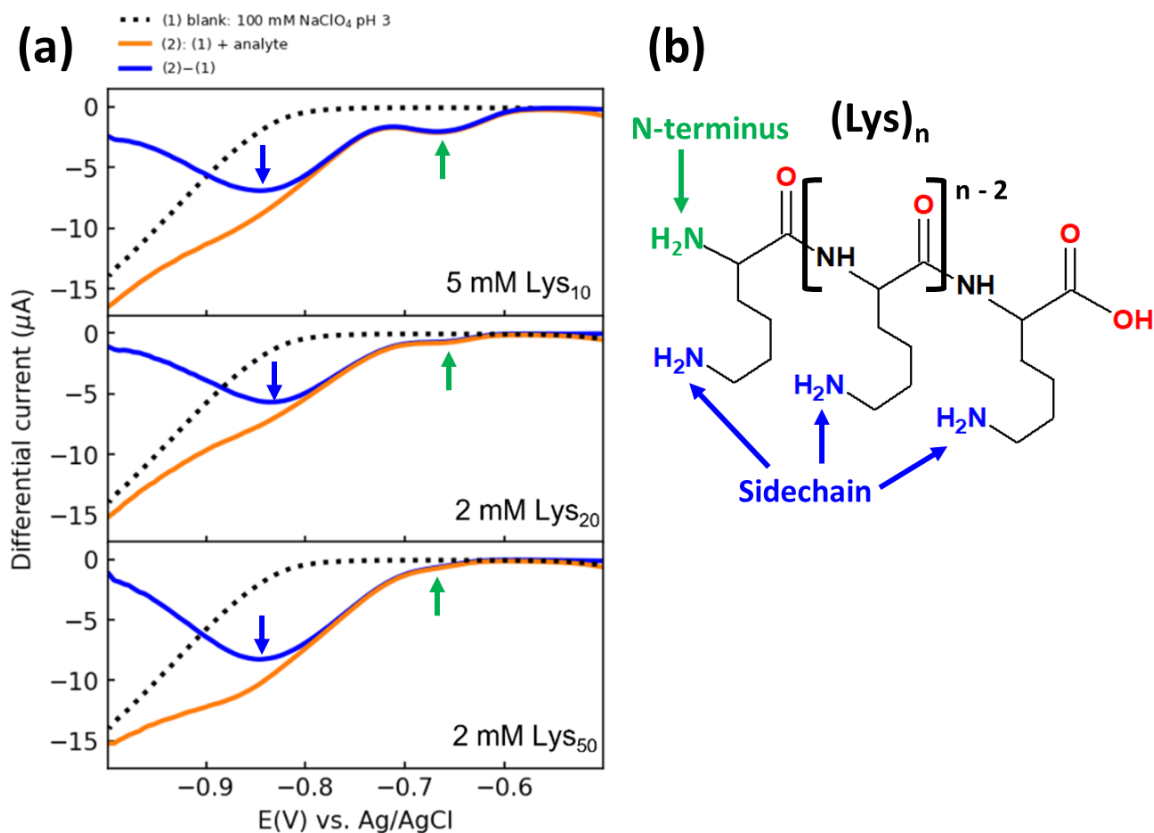 (a)
(1) blank: 100 mM NaClO₄ pH 3
(2): (1) + analyte
(2)−(1)
0
−5
−10
−15
5 mM Lys₁₀
0
−5
−10
−15
2 mM Lys₂₀
0
−5
−10
−15
2 mM Lys₅₀
−0.9 −0.8 −0.7 −0.6
E(V) vs. Ag/AgCl
Differential current (μA)
(b)
N-terminus
(Lys)ₙ
n - 2
O
O
O
H₂N
NH
NH
OH
H₂N
H₂N
H₂N
Sidechain